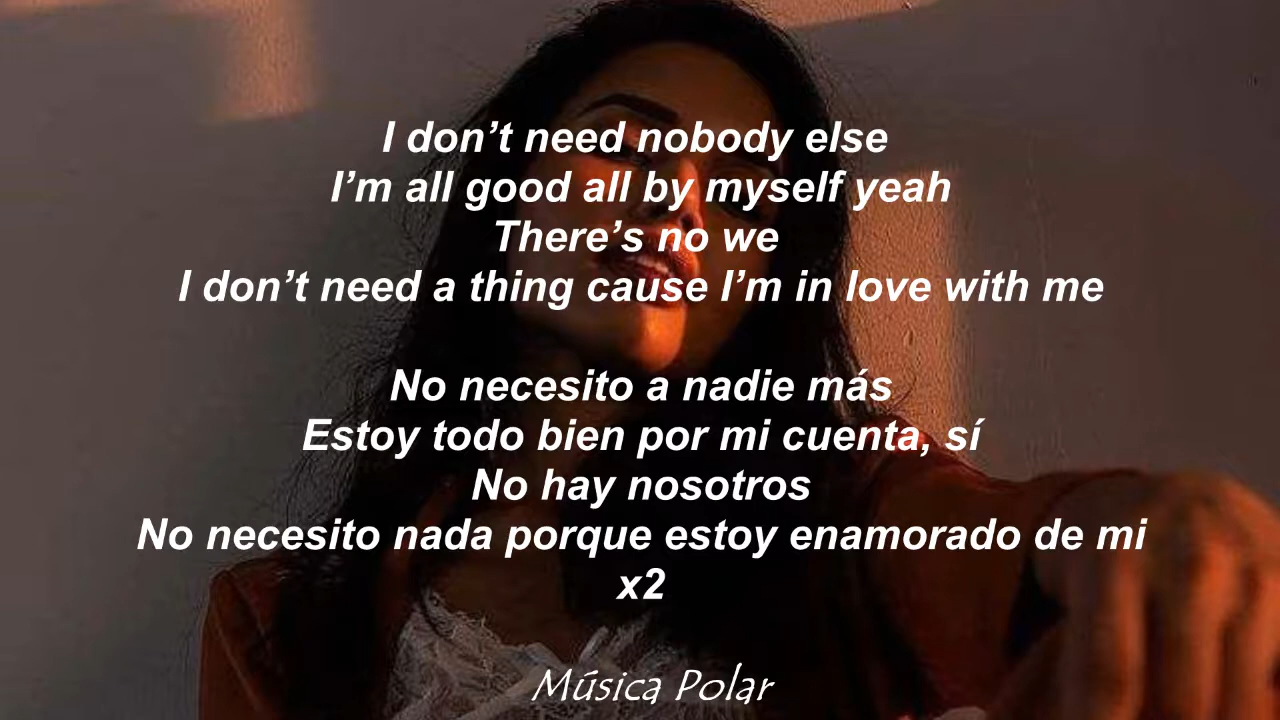 I don’t need nobody else
I’m all good all by myself yeah
There’s no we
I don’t need a thing cause I’m in love with me
No necesito a nadie más
Estoy todo bien por mi cuenta, sí
No hay nosotros
No necesito nada porque estoy enamorado de mi
x2
Música Polar